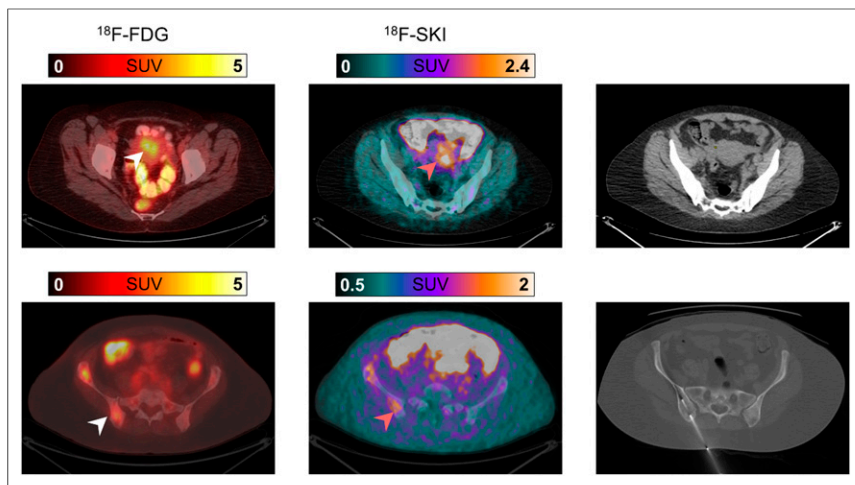 ¹⁸F-FDG
¹⁸F-SKI
0 SUV 5
0 SUV 2.4
0 SUV 5
0.5 SUV 2